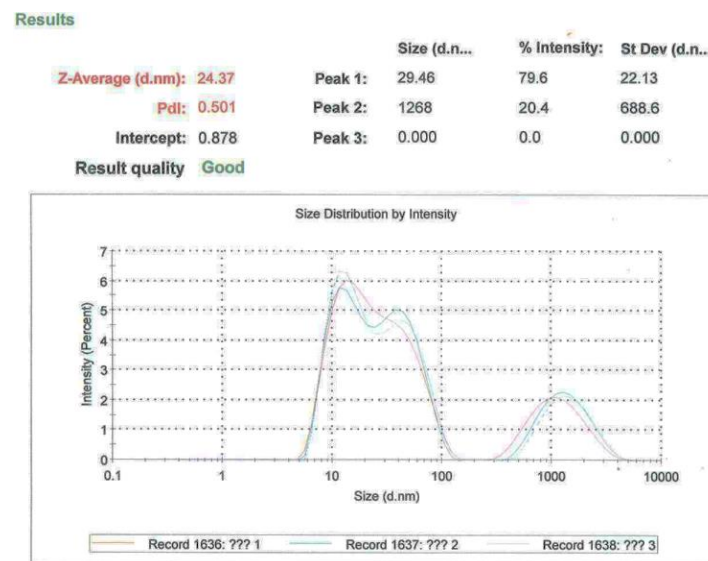 Results
Size (d.n... % Intensity: St Dev (d.n...
Z-Average (d.nm): 24.37 Peak 1: 29.46 79.6 22.13
PdI: 0.501 Peak 2: 1268 20.4 688.6
Intercept: 0.878 Peak 3: 0.000 0.0 0.000
Result quality Good
Size Distribution by Intensity
7
6
5
4
3
2
1
0
Intensity (Percent)
0.1 1 10 100 1000 10000
Size (d.nm)
Record 1636: ??? 1 Record 1637: ??? 2 Record 1638: ??? 3